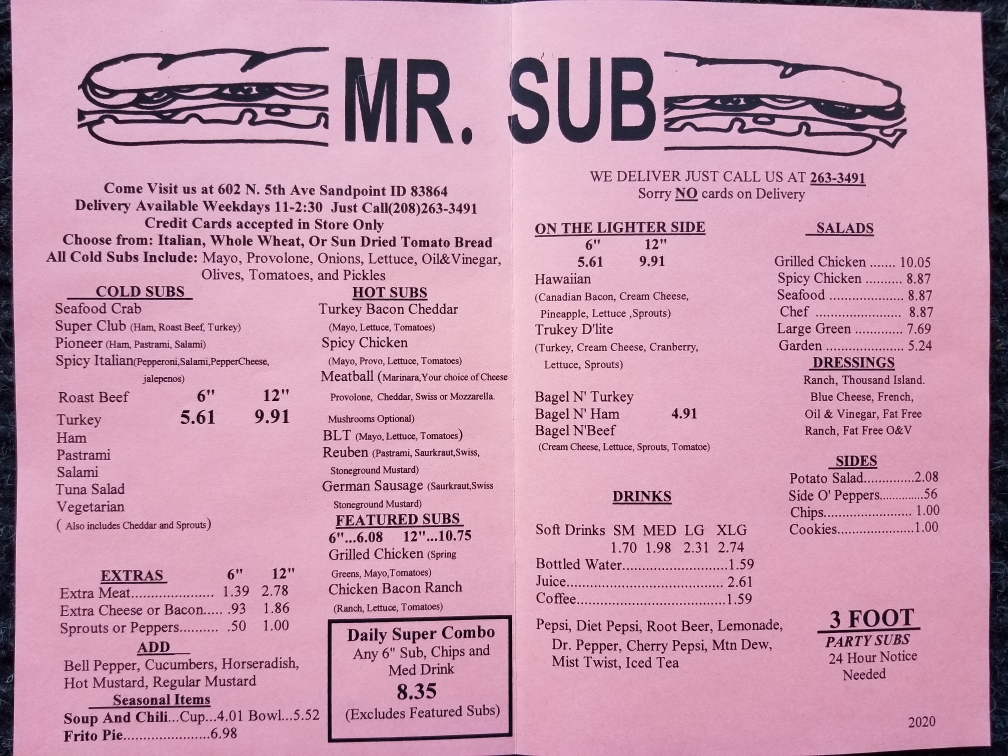 MR. SUB
Come Visit us at 602 N. 5th Ave Sandpoint ID 83864
Delivery Available Weekdays 11-2:30 Just Call(208)263-3491
Credit Cards accepted in Store Only
Choose from: Italian, Whole Wheat, Or Sun Dried Tomato Bread
All Cold Subs Include: Mayo, Provolone, Onions, Lettuce, Oil&Vinegar,
Olives, Tomatoes, and Pickles
COLD SUBS
Seafood Crab
Super Club (Ham, Roast Beef, Turkey)
Pioneer (Ham, Pastrami, Salami)
Spicy Italian(Pepperoni,Salami,PepperCheese,
jalepenos)
Roast Beef 6" 12"
Turkey 5.61 9.91
Ham
Pastrami
Salami
Tuna Salad
Vegetarian
( Also includes Cheddar and Sprouts)
EXTRAS 6" 12"
Extra Meat..................... 1.39 2.78
Extra Cheese or Bacon..... .93 1.86
Sprouts or Peppers.......... .50 1.00
ADD
Bell Pepper, Cucumbers, Horseradish,
Hot Mustard, Regular Mustard
Seasonal Items
Soup And Chili...Cup...4.01 Bowl...5.52
Frito Pie.....................6.98
HOT SUBS
Turkey Bacon Cheddar
(Mayo, Lettuce, Tomatoes)
Spicy Chicken
(Mayo, Provo, Lettuce, Tomatoes)
Meatball (Marinara,Your choice of Cheese
Provolone, Cheddar, Swiss or Mozzarella.
Mushrooms Optional)
BLT (Mayo, Lettuce, Tomatoes)
Reuben (Pastrami, Saurkraut,Swiss,
Stoneground Mustard)
German Sausage (Saurkraut,Swiss
Stoneground Mustard)
FEATURED SUBS
6"...6.08 12"...10.75
Grilled Chicken (Spring
Greens, Mayo,Tomatoes)
Chicken Bacon Ranch
(Ranch, Lettuce, Tomatoes)
Daily Super Combo
Any 6" Sub, Chips and
Med Drink
8.35
(Excludes Featured Subs)
WE DELIVER JUST CALL US AT 263-3491
Sorry NO cards on Delivery
ON THE LIGHTER SIDE
6" 12"
5.61 9.91
Hawaiian
(Canadian Bacon, Cream Cheese,
Pineapple, Lettuce ,Sprouts)
Trukey D'lite
(Turkey, Cream Cheese, Cranberry,
Lettuce, Sprouts)
Bagel N' Turkey
Bagel N' Ham 4.91
Bagel N'Beef
(Cream Cheese, Lettuce, Sprouts, Tomatoe)
DRINKS
Soft Drinks SM MED LG XLG
1.70 1.98 2.31 2.74
Bottled Water.....................1.59
Juice............................... 2.61
Coffee..............................1.59
Pepsi, Diet Pepsi, Root Beer, Lemonade,
Dr. Pepper, Cherry Pepsi, Mtn Dew,
Mist Twist, Iced Tea
SALADS
Grilled Chicken ....... 10.05
Spicy Chicken ......... 8.87
Seafood .................. 8.87
Chef ..................... 8.87
Large Green ............ 7.69
Garden .................... 5.24
DRESSINGS
Ranch, Thousand Island.
Blue Cheese, French,
Oil & Vinegar, Fat Free
Ranch, Fat Free O&V
SIDES
Potato Salad..............2.08
Side O' Peppers.............56
Chips...................... 1.00
Cookies....................1.00
3 FOOT
PARTY SUBS
24 Hour Notice
Needed
2020